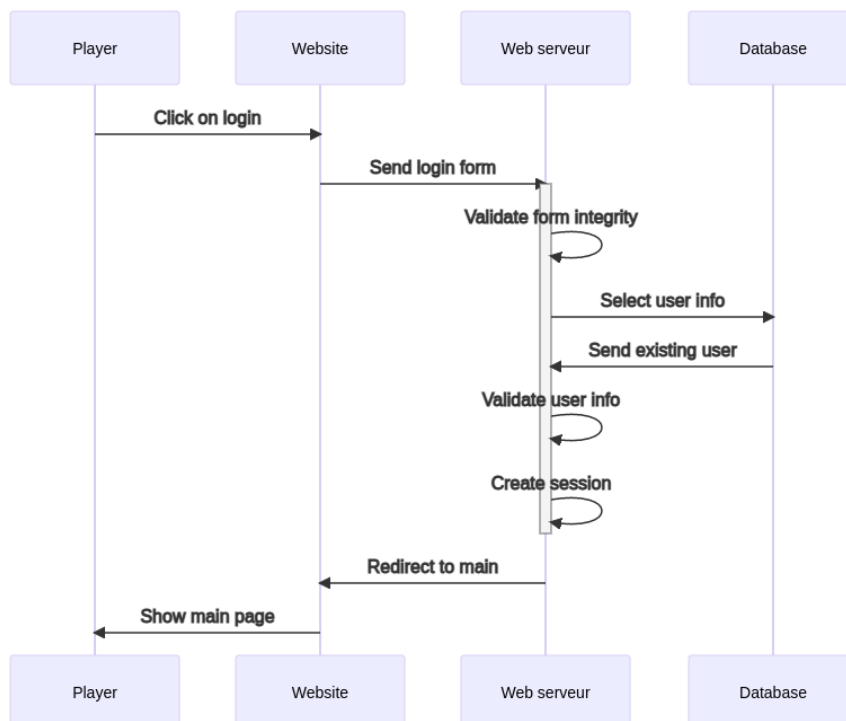 Player
Website
Web serveur
Database
Click on login
Send login form
Validate form integrity
Select user info
Send existing user
Validate user info
Create session
Redirect to main
Show main page
Player
Website
Web serveur
Database